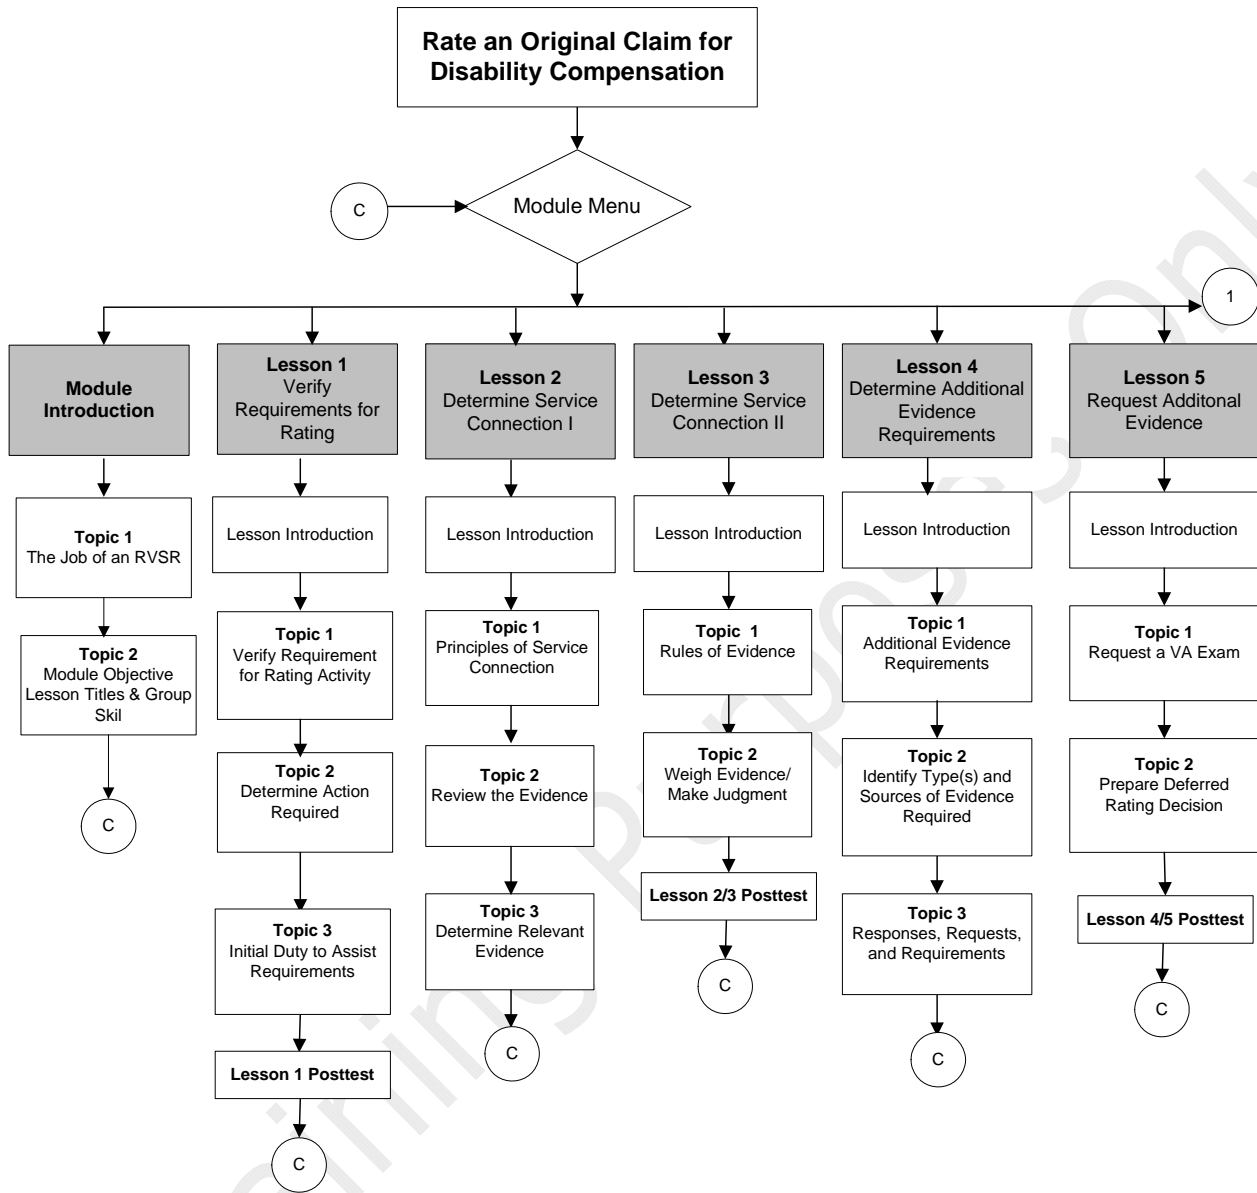 Rate an Original Claim for
Disability Compensation
C
Module Menu
1
Module
Introduction
Lesson 1
Verify
Requirements for
Rating
Lesson 2
Determine Service
Connection I
Lesson 3
Determine Service
Connection II
Lesson 4
Determine Additional
Evidence
Requirements
Lesson 5
Request Additonal
Evidence
Topic 1
The Job of an RVSR
Lesson Introduction
Lesson Introduction
Lesson Introduction
Lesson Introduction
Lesson Introduction
Topic 2
Module Objective
Lesson Titles & Group
Skil
Topic 1
Verify Requirement
for Rating Activity
Topic 1
Principles of Service
Connection
Topic  1
Rules of Evidence
Topic 1
Additional Evidence
Requirements
Topic 1
Request a VA Exam
C
Topic 2
Determine Action
Required
Topic 2
Review the Evidence
Topic 2
Weigh Evidence/
Make Judgment
Topic 2
Identify Type(s) and
Sources of Evidence
Required
Topic 2
Prepare Deferred
Rating Decision
Topic 3
Initial Duty to Assist
Requirements
Topic 3
Determine Relevant
Evidence
Lesson 2/3 Posttest
Topic 3
Responses, Requests,
and Requirements
Lesson 4/5 Posttest
C
C
C
C
Lesson 1 Posttest
C